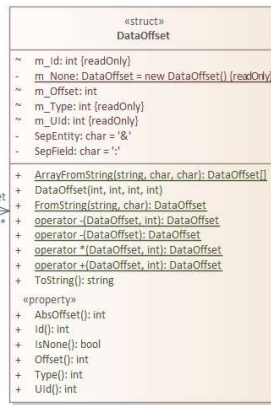 «struct»
DataOffset
~ m_Id: int {readOnly}
- m_None: DataOffset = new DataOffset() {readOnly}
~ m_Offset: int
~ m_Type: int {readOnly}
~ m_UId: int {readOnly}
- SepEntity: char = '&'
- SepField: char = ':'
+ ArrayFromString(string, char, char): DataOffset[]
+ DataOffset(int, int, int, int)
+ FromString(string, char): DataOffset
+ operator -(DataOffset, int): DataOffset
+ operator -(DataOffset): DataOffset
+ operator *(DataOffset, int): DataOffset
+ operator +(DataOffset, int): DataOffset
+ ToString(): string
«property»
+ AbsOffset(): int
+ Id(): int
+ IsNone(): bool
+ Offset(): int
+ Type(): int
+ UId(): int